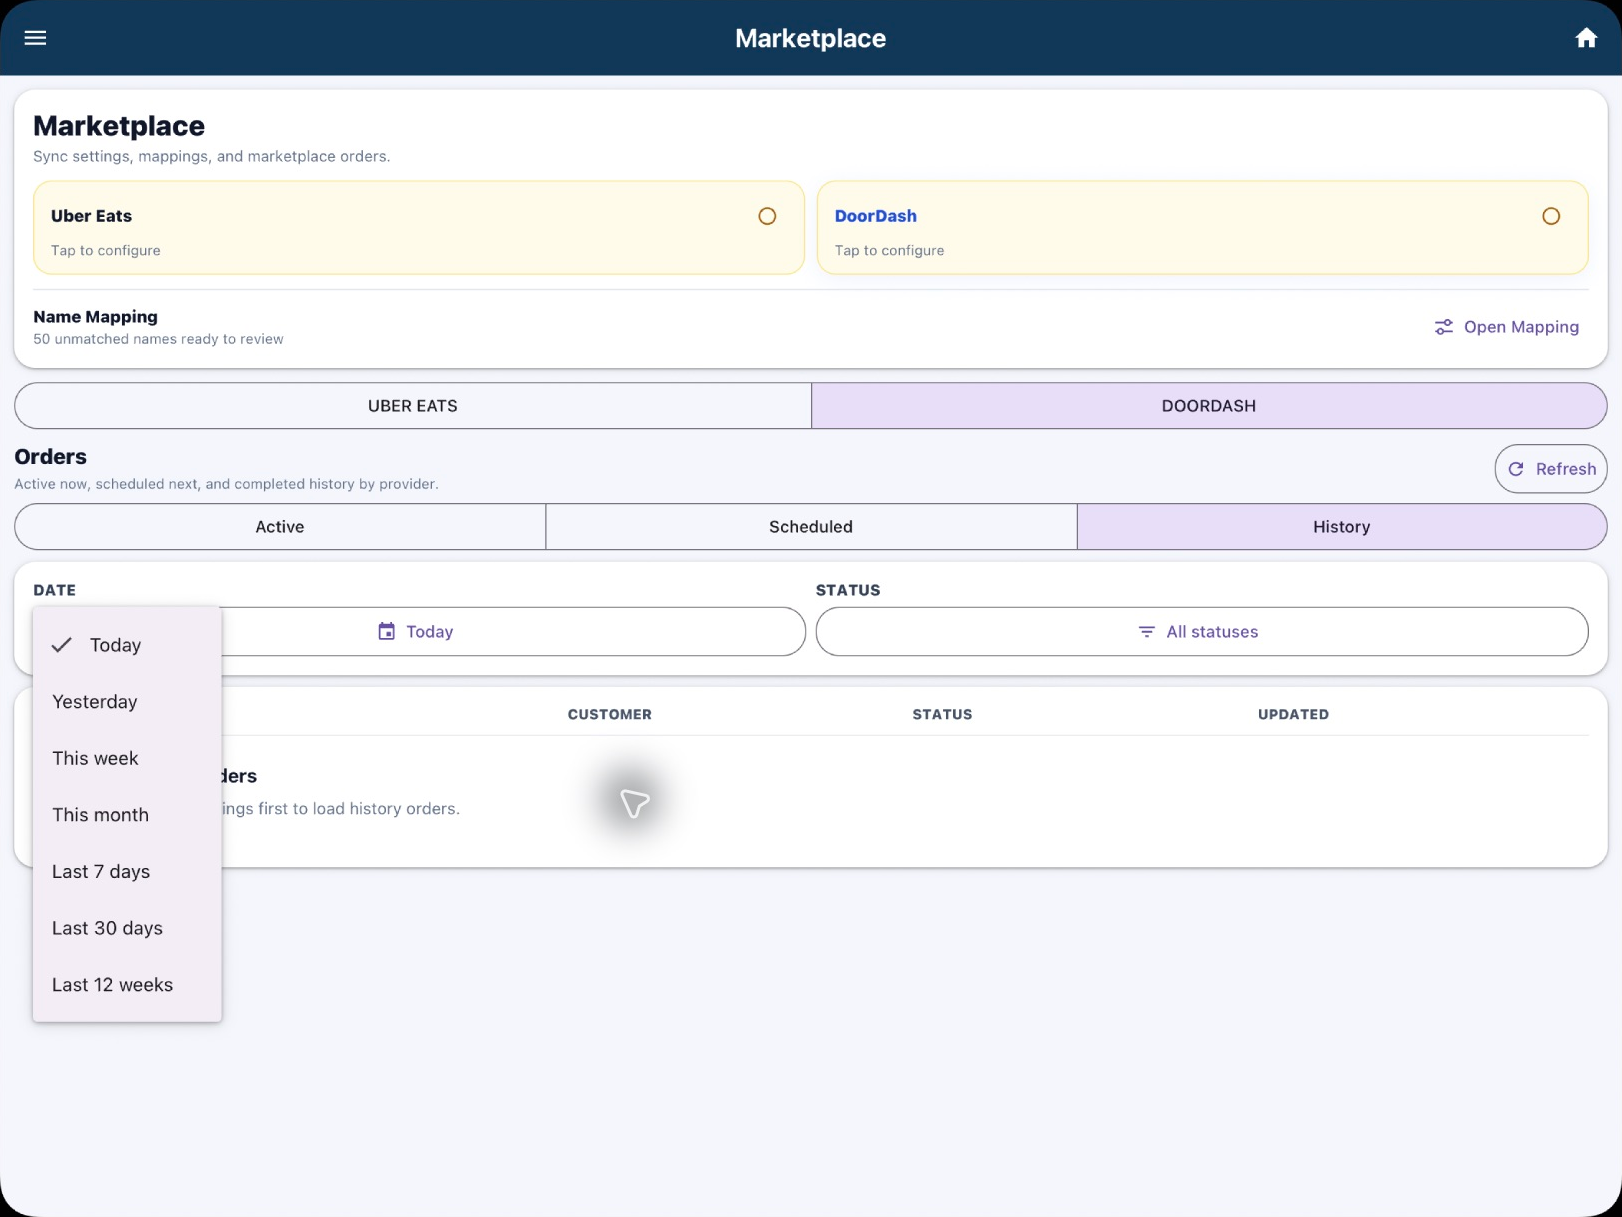 Marketplace
Marketplace
Sync settings, mappings, and marketplace orders.
Uber Eats
Tap to configure
DoorDash
Tap to configure
Name Mapping
50 unmatched names ready to review
Open Mapping
UBER EATS
DOORDASH
Orders
Active now, scheduled next, and completed history by provider.
Refresh
Active
Scheduled
History
DATE
STATUS
Today
All statuses
Today
Yesterday
This week
This month
Last 7 days
Last 30 days
Last 12 weeks
CUSTOMER
STATUS
UPDATED
first to load history orders.